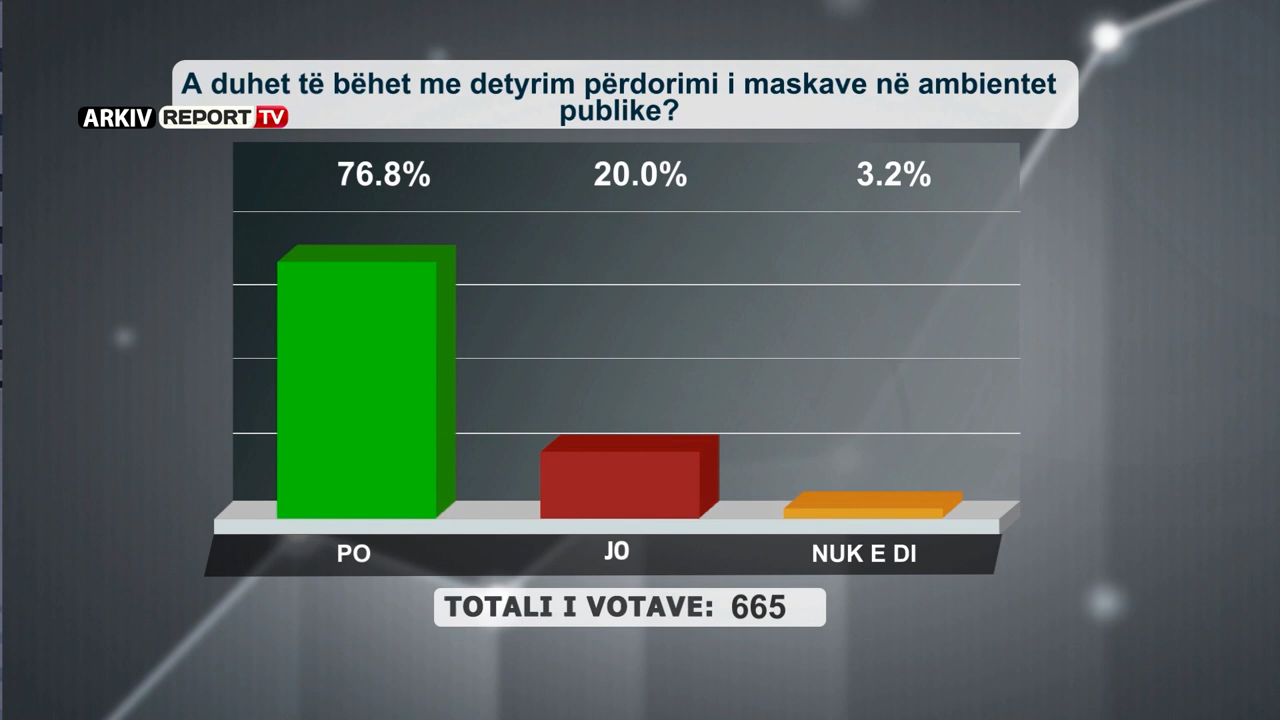 A duhet të bëhet me detyrim përdorimi i maskave në ambientet
publike?
ARKIV REPORT TV
76.8% 20.0% 3.2%
PO JO NUK E DI
TOTALI I VOTAVE: 665